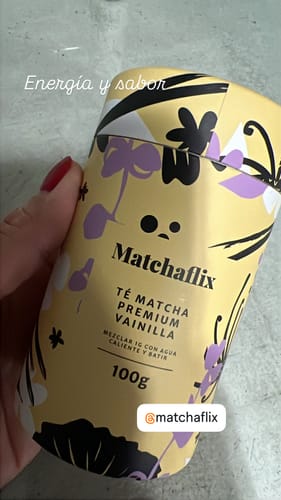 Energía y sabor
Matchaflix
TÉ MATCHA
PREMIUM
VAINILLA
MEZCLAR 1G CON AGUA
CALIENTE Y BATIR
100g
@matchaflix